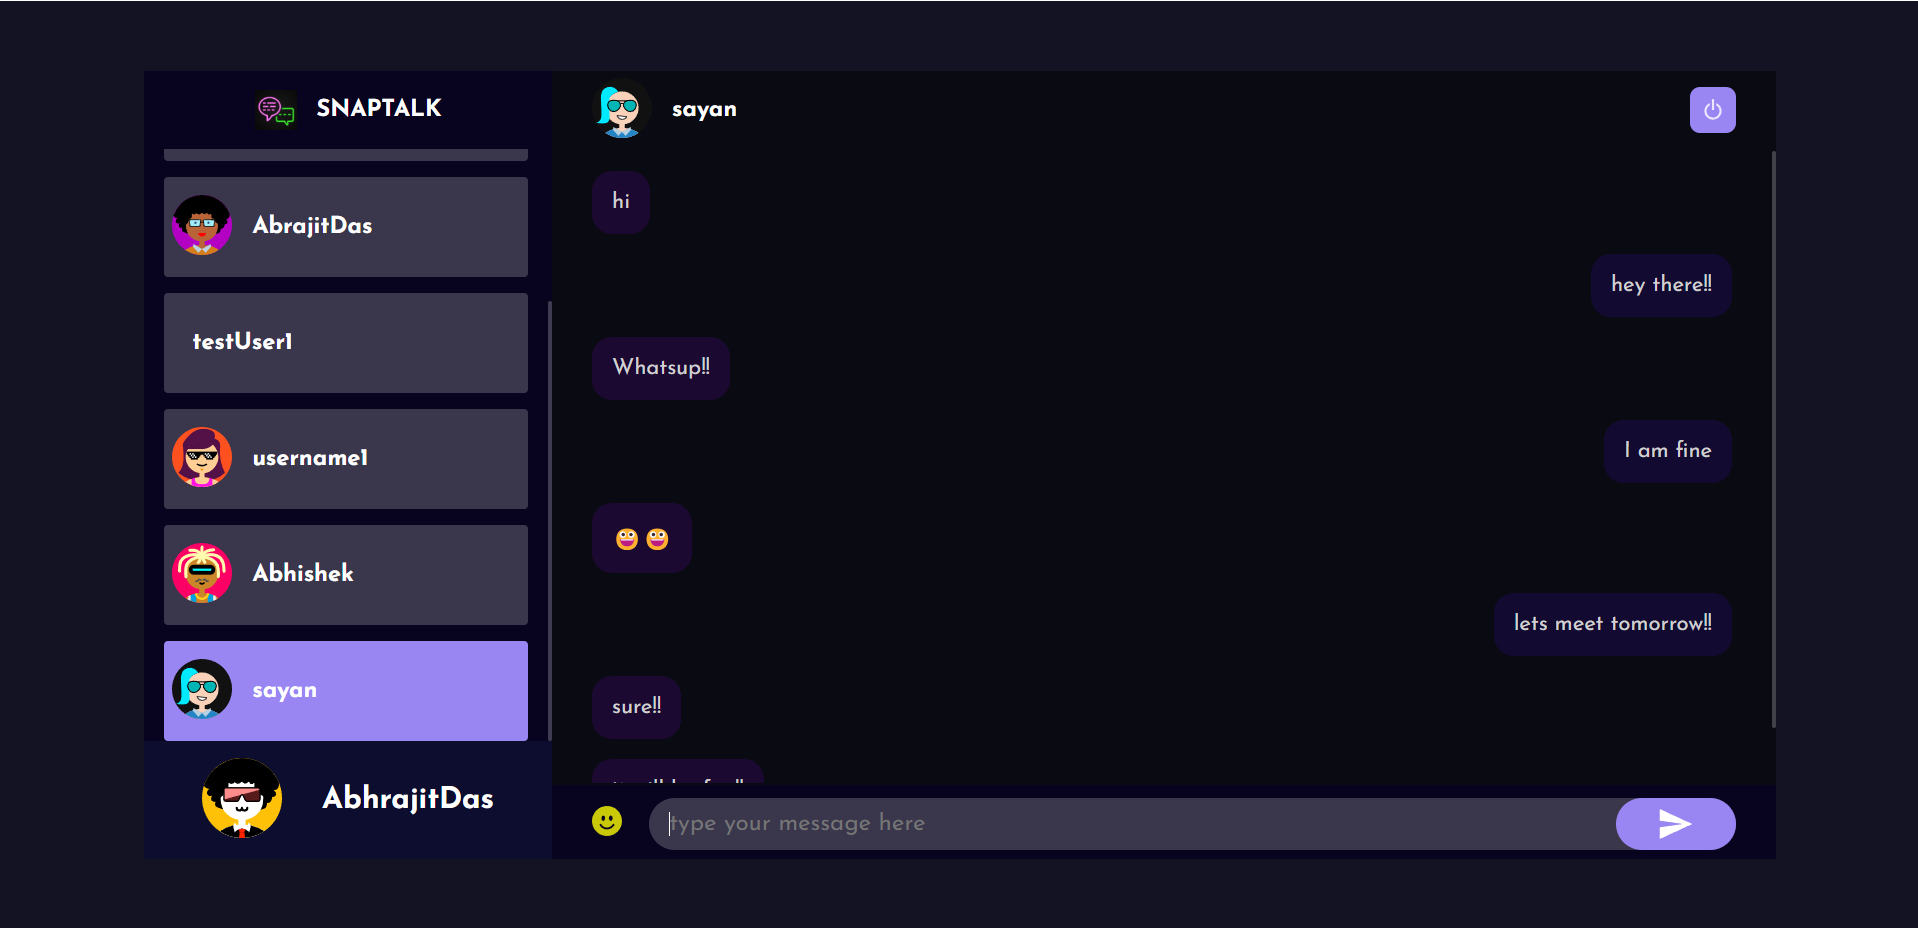 SNAPTALK
AbrajitDas
testUser1
username1
Abhishek
sayan
AbhrajitDas
sayan
hi
hey there!!
Whatsup!!
I am fine
lets meet tomorrow!!
sure!!
type your message here